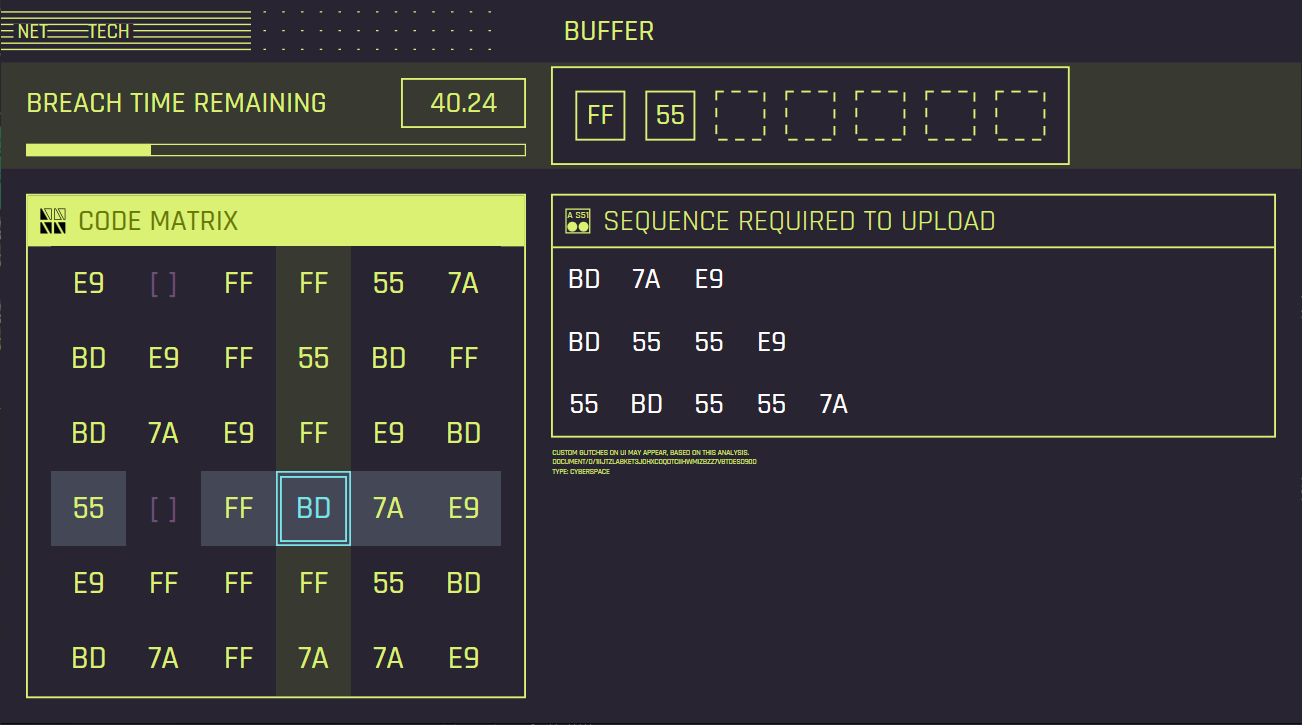 NET TECH
BUFFER
BREACH TIME REMAINING 40.24
FF 55
CODE MATRIX
A S51
SEQUENCE REQUIRED TO UPLOAD
E9 [ ] FF FF 55 7A
BD E9 FF 55 BD FF
BD 7A E9 FF E9 BD
55 [ ] FF BD 7A E9
E9 FF FF FF 55 BD
BD 7A FF 7A 7A E9
BD 7A E9
BD 55 55 E9
55 BD 55 55 7A
CUSTOM GLITCHES ON UI MAY APPEAR, BASED ON THIS ANALYSIS.
TYPE: CYBERSPACE